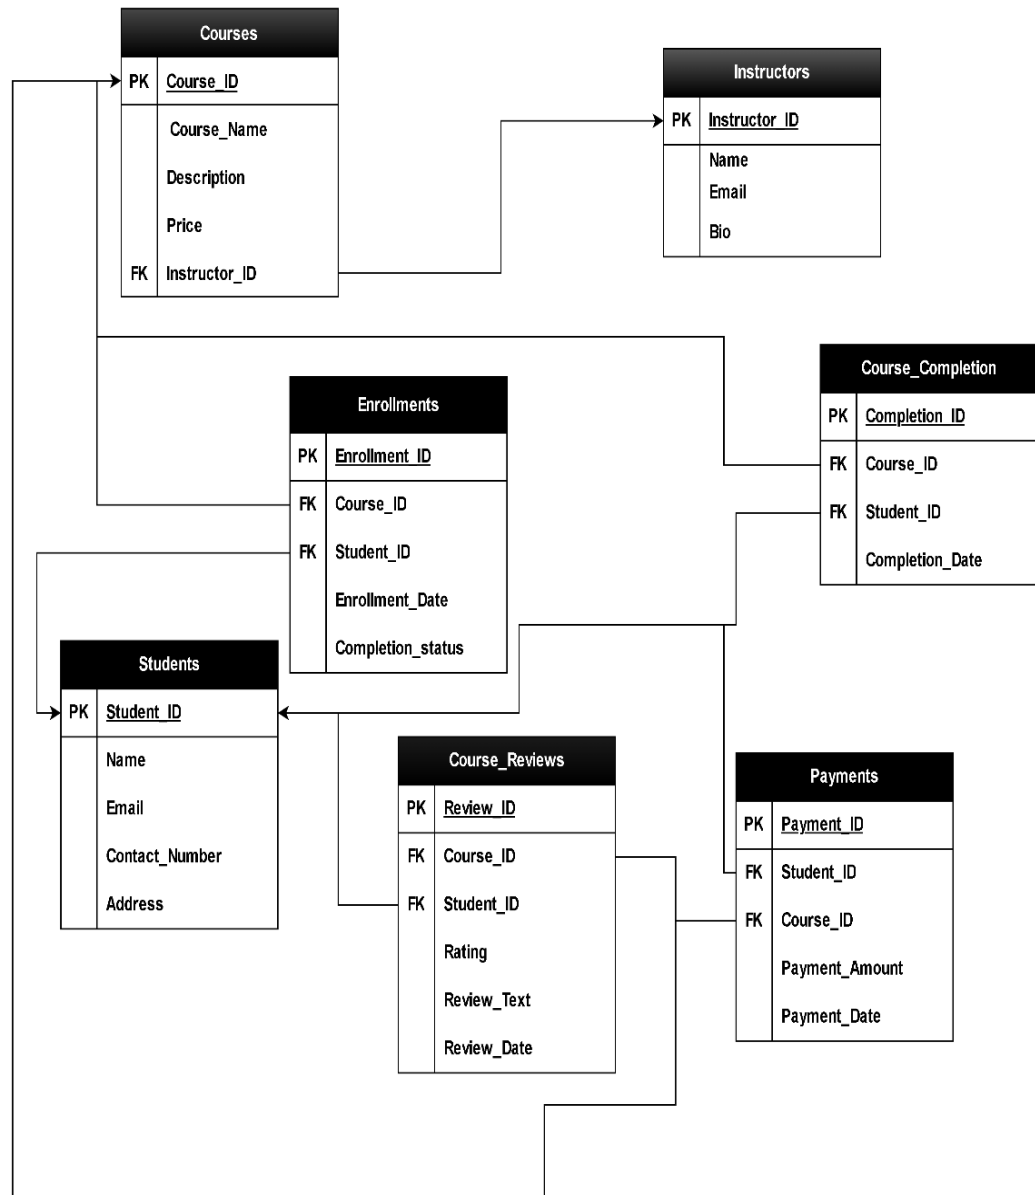 Courses
PK Course_ID
Course_Name
Description
Price
FK Instructor_ID
Instructors
PK Instructor_ID
Name
Email
Bio
Course_Completion
PK Completion_ID
FK Course_ID
FK Student_ID
Completion_Date
Enrollments
PK Enrollment_ID
FK Course_ID
FK Student_ID
Enrollment_Date
Completion_status
Students
PK Student_ID
Name
Email
Contact_Number
Address
Course_Reviews
PK Review_ID
FK Course_ID
FK Student_ID
Rating
Review_Text
Review_Date
Payments
PK Payment_ID
FK Student_ID
FK Course_ID
Payment_Amount
Payment_Date